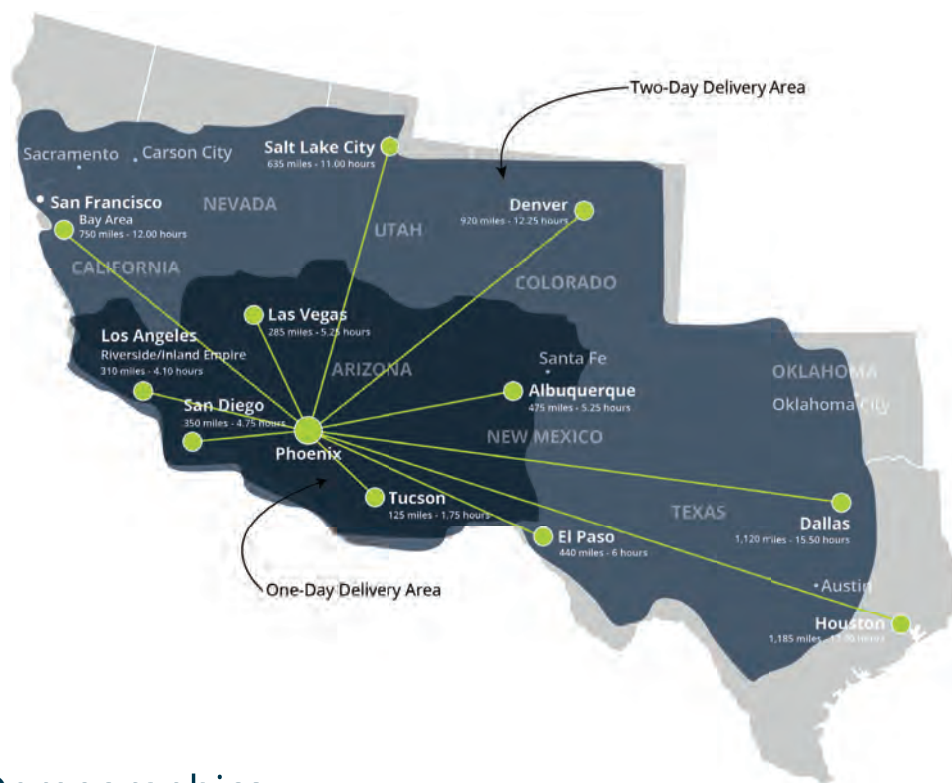 Two-Day Delivery Area
Salt Lake City
635 miles - 11.00 hours
Sacramento
Carson City
San Francisco
Bay Area
750 miles - 12.00 hours
NEVADA
Denver
920 miles - 12.25 hours
UTAH
CALIFORNIA
COLORADO
Las Vegas
285 miles - 5.25 hours
Los Angeles
Riverside/Inland Empire
310 miles - 4.10 hours
ARIZONA
Santa Fe
OKLAHOMA
Albuquerque
475 miles - 5.25 hours
Oklahoma City
San Diego
350 miles - 4.75 hours
NEW MEXICO
Phoenix
Tucson
125 miles - 1.75 hours
TEXAS
Dallas
1,120 miles - 15.50 hours
El Paso
440 miles - 6 hours
One-Day Delivery Area
Austin
Houston
1,185 miles - hours